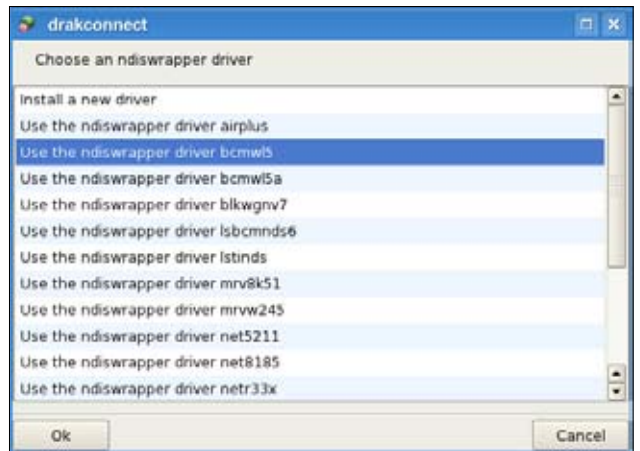 drakconnect
Choose an ndiswrapper driver
Install a new driver
Use the ndiswrapper driver airplus
Use the ndiswrapper driver bcmwl5
Use the ndiswrapper driver bcmwl5a
Use the ndiswrapper driver blkwgnv7
Use the ndiswrapper driver lsbcmnds6
Use the ndiswrapper driver lstinds
Use the ndiswrapper driver mrv8k51
Use the ndiswrapper driver mrvw245
Use the ndiswrapper driver net5211
Use the ndiswrapper driver net8185
Use the ndiswrapper driver netr33x
Ok
Cancel